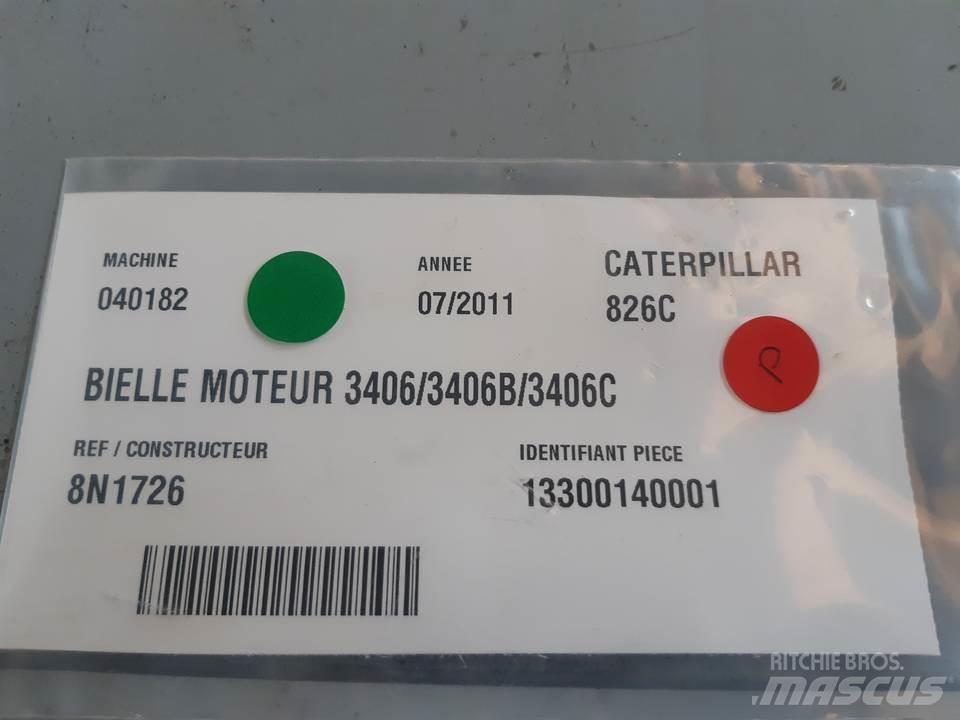 MACHINE
040182
ANNEE
07/2011
CATERPILLAR
826C
P
BIELLE MOTEUR 3406/3406B/3406C
REF / CONSTRUCTEUR
8N1726
IDENTIFIANT PIECE
13300140001
RITCHIE BROS.
MASCUS